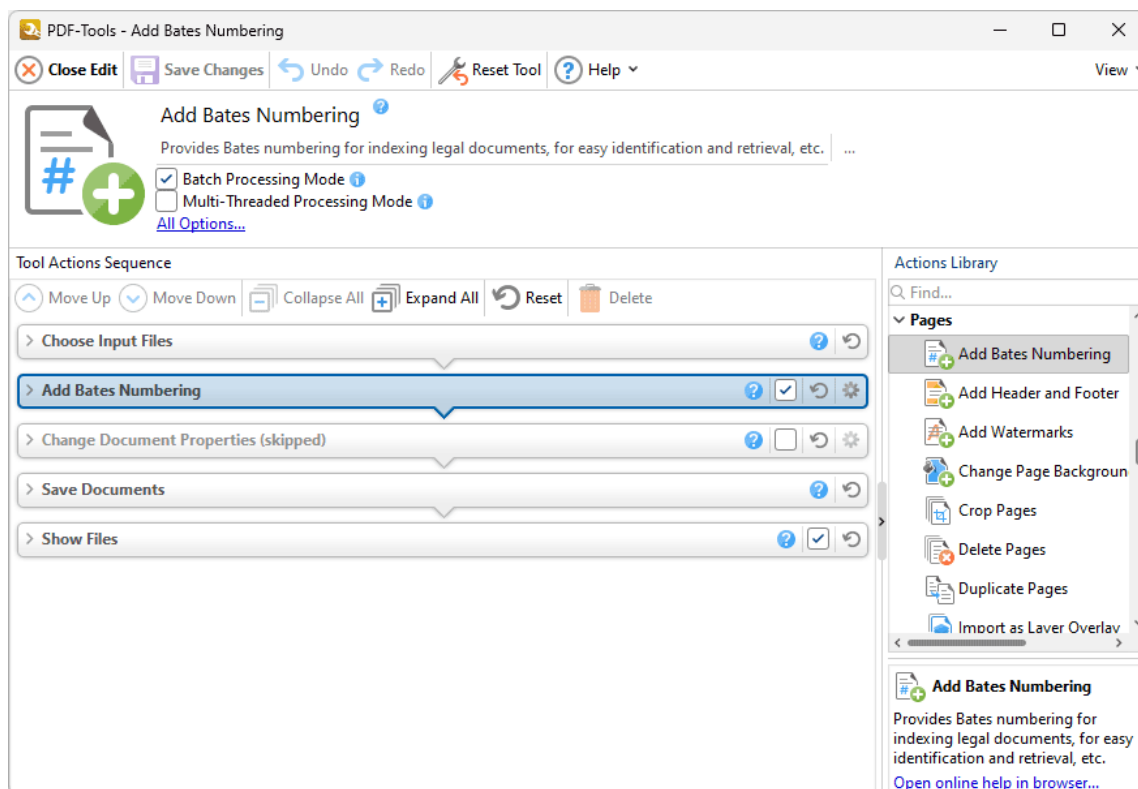 PDF-Tools - Add Bates Numbering
Close Edit Save Changes Undo Redo Reset Tool ? Help View
Add Bates Numbering ?
Provides Bates numbering for indexing legal documents, for easy identification and retrieval, etc. ...
# Batch Processing Mode i
Multi-Threaded Processing Mode i
All Options...
Tool Actions Sequence
Move Up Move Down Collapse All Expand All Reset Delete
Choose Input Files ?
Add Bates Numbering ?
Change Document Properties (skipped) ?
Save Documents ?
Show Files ?
Actions Library
Find...
Pages
# Add Bates Numbering
Add Header and Footer
Add Watermarks
Change Page Backgroun
Crop Pages
Delete Pages
Duplicate Pages
Import as Layer Overlay
# Add Bates Numbering
Provides Bates numbering for
indexing legal documents, for easy
identification and retrieval, etc.
Open online help in browser...